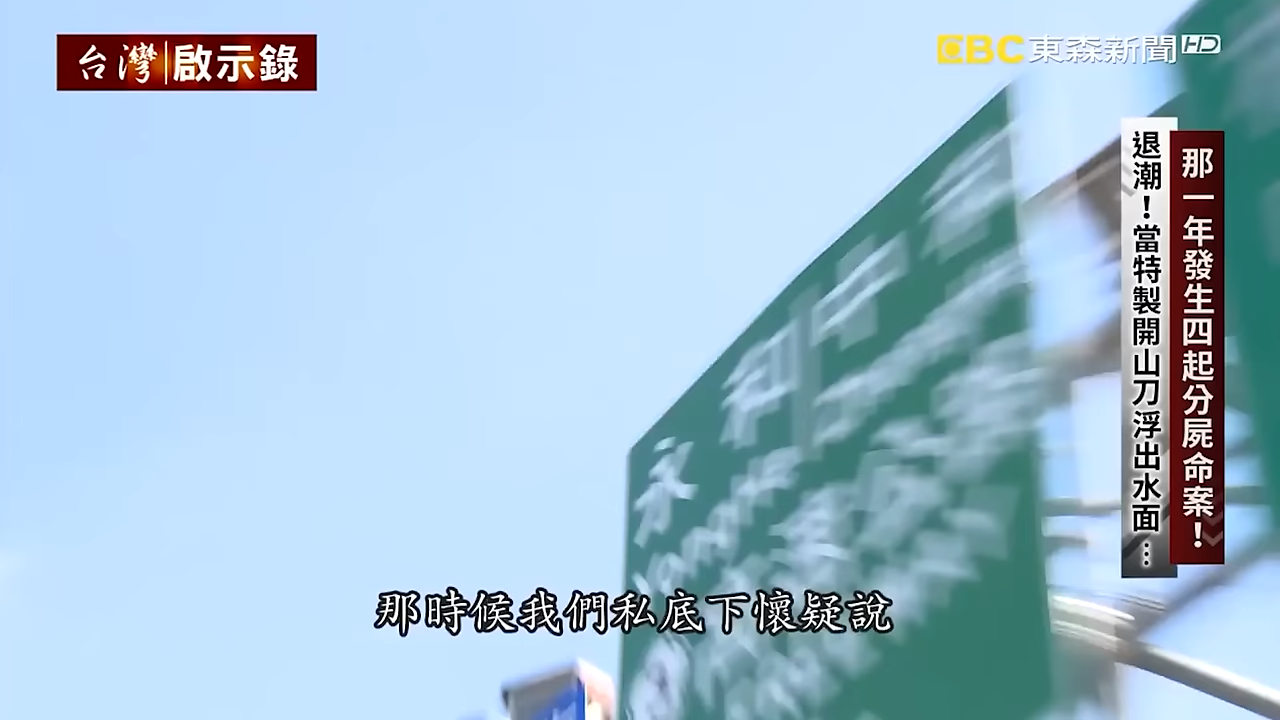 台灣|啟示錄
EBC東森新聞HD
那一年發生四起分屍命案！
退潮！當特製開山刀浮出水面…
永和 中和
那時候我們私底下懷疑說